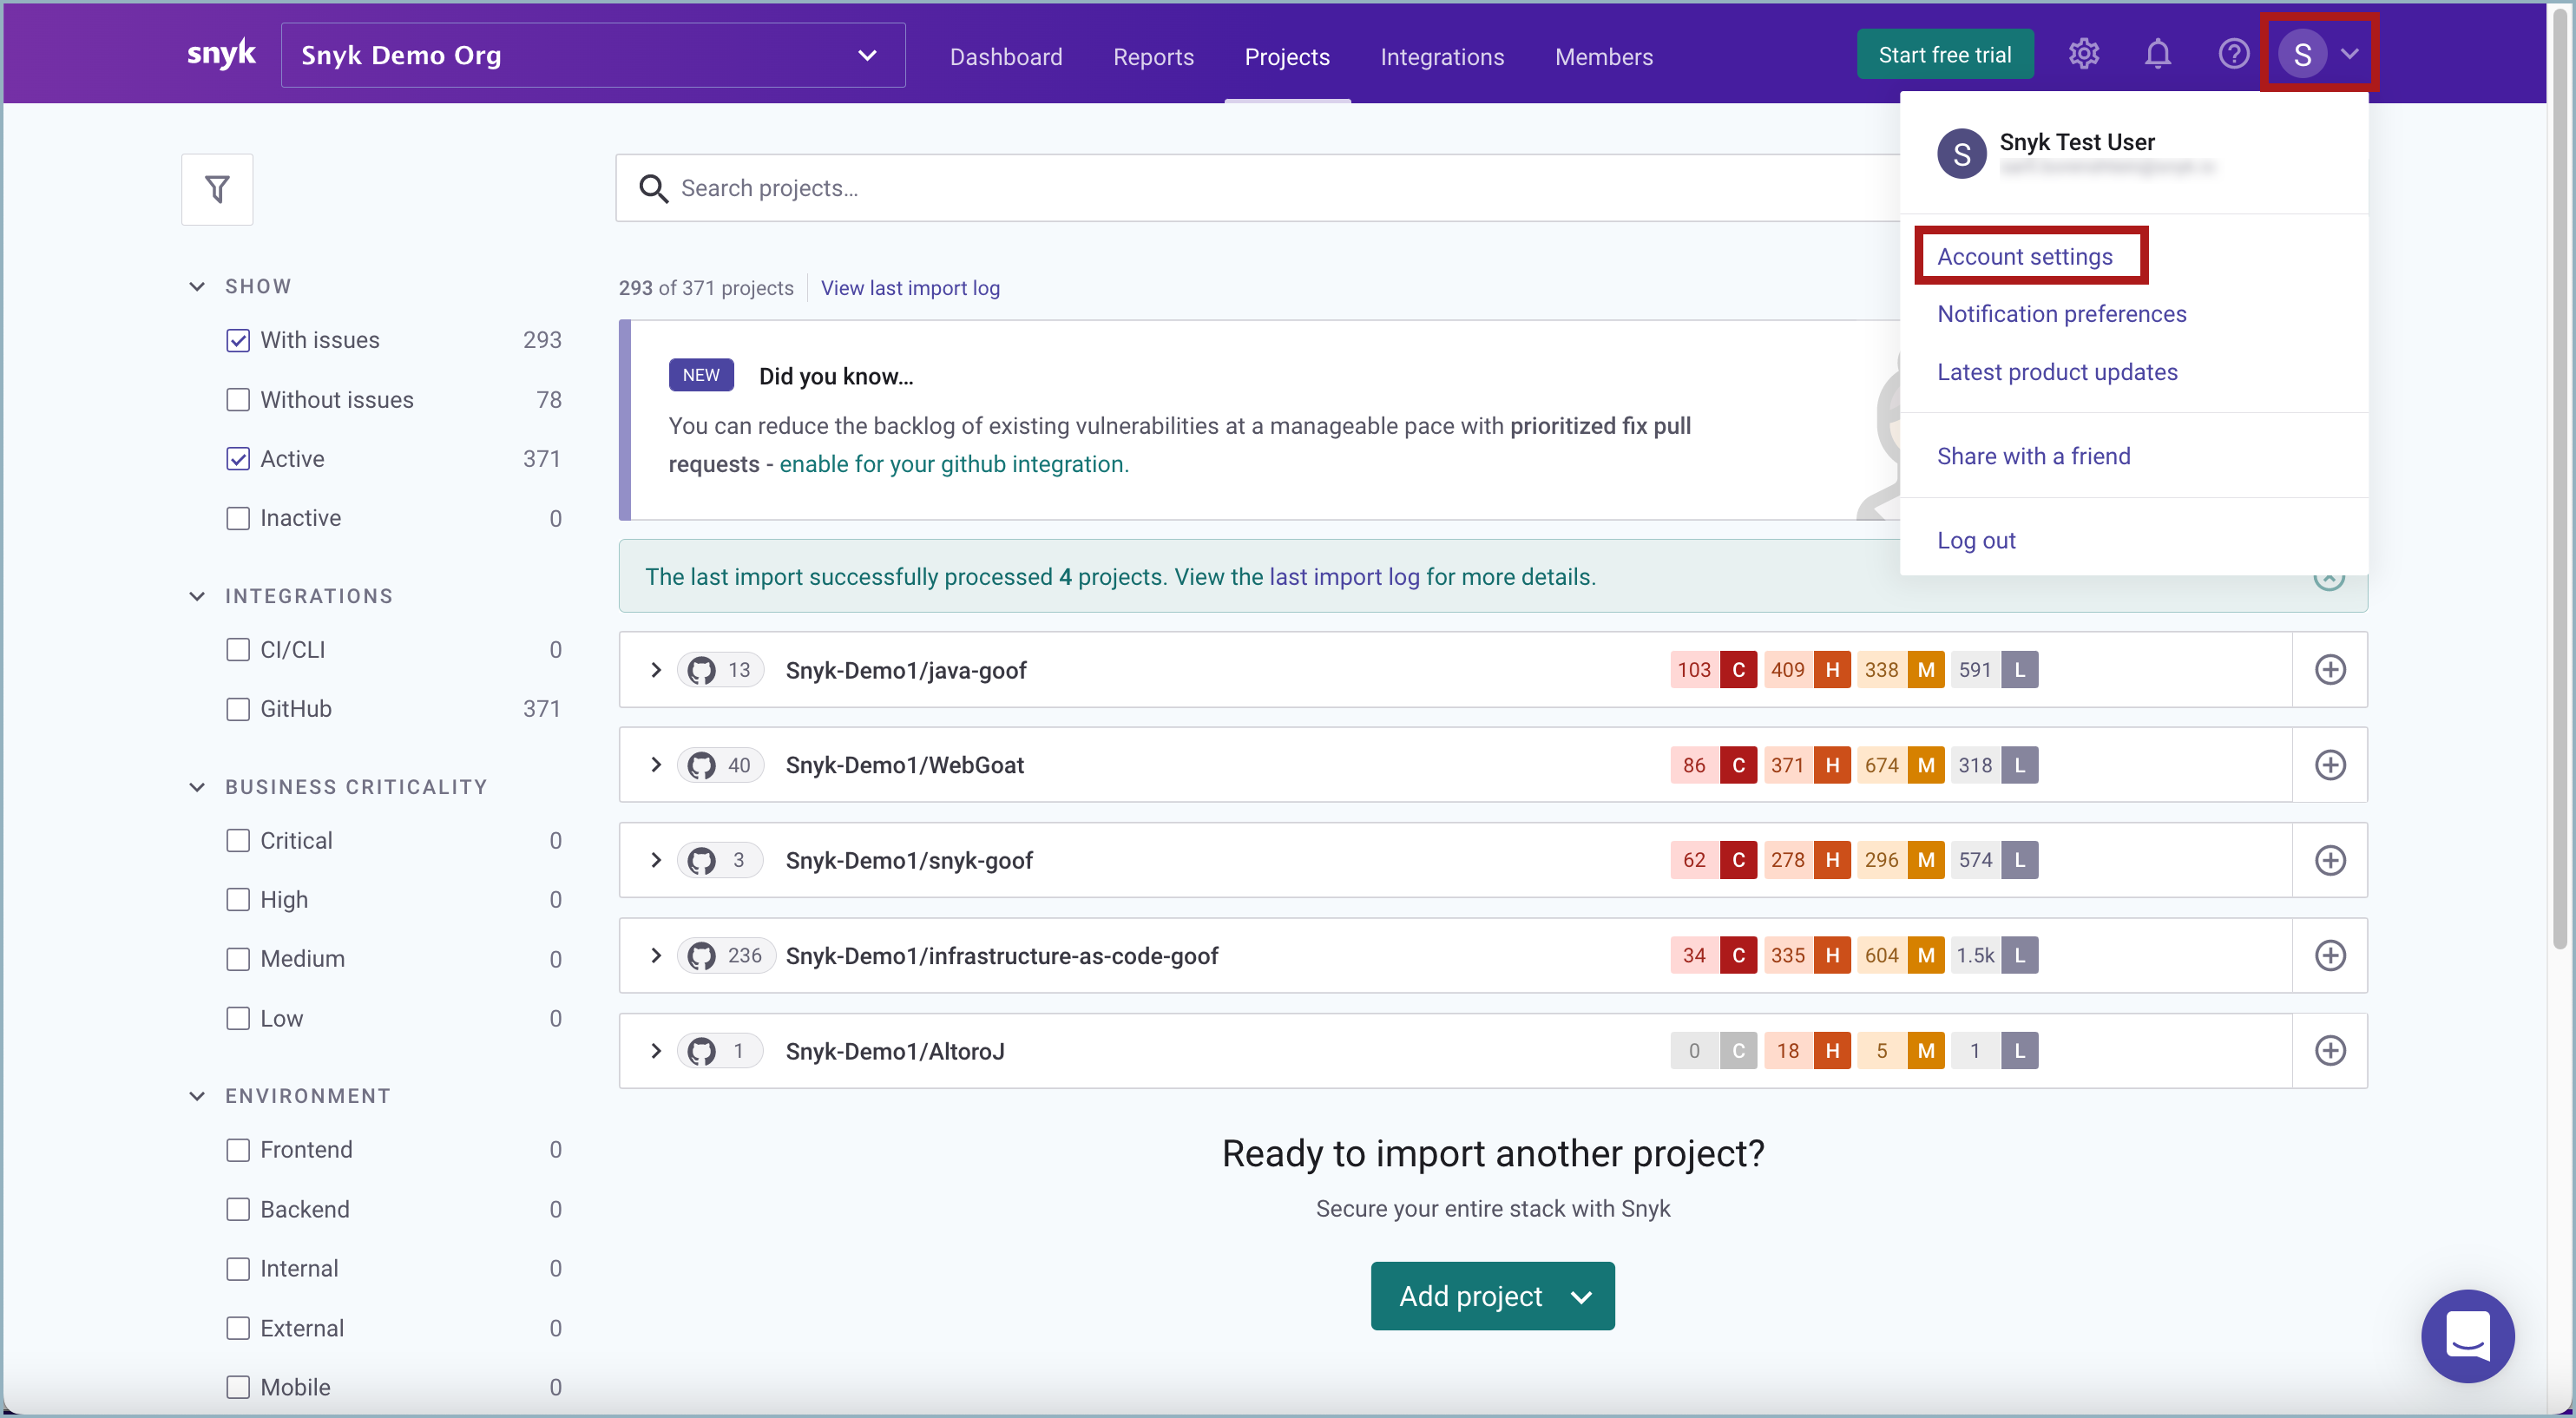 snyk
Snyk Demo Org
Dashboard
Reports
Projects
Integrations
Members
Start free trial
S
S
Snyk Test User
Account settings
Notification preferences
Latest product updates
Share with a friend
Log out
Search projects...
SHOW
With issues 293
Without issues 78
Active 371
Inactive 0
INTEGRATIONS
CI/CLI 0
GitHub 371
BUSINESS CRITICALITY
Critical 0
High 0
Medium 0
Low 0
ENVIRONMENT
Frontend 0
Backend 0
Internal 0
External 0
Mobile 0
293 of 371 projects
View last import log
NEW Did you know...
You can reduce the backlog of existing vulnerabilities at a manageable pace with prioritized fix pull
requests - enable for your github integration.
The last import successfully processed 4 projects. View the last import log for more details.
13 Snyk-Demo1/java-goof 103 C 409 H 338 M 591 L
40 Snyk-Demo1/WebGoat 86 C 371 H 674 M 318 L
3 Snyk-Demo1/snyk-goof 62 C 278 H 296 M 574 L
236 Snyk-Demo1/infrastructure-as-code-goof 34 C 335 H 604 M 1.5k L
1 Snyk-Demo1/AltoroJ 0 C 18 H 5 M 1 L
Ready to import another project?
Secure your entire stack with Snyk
Add project